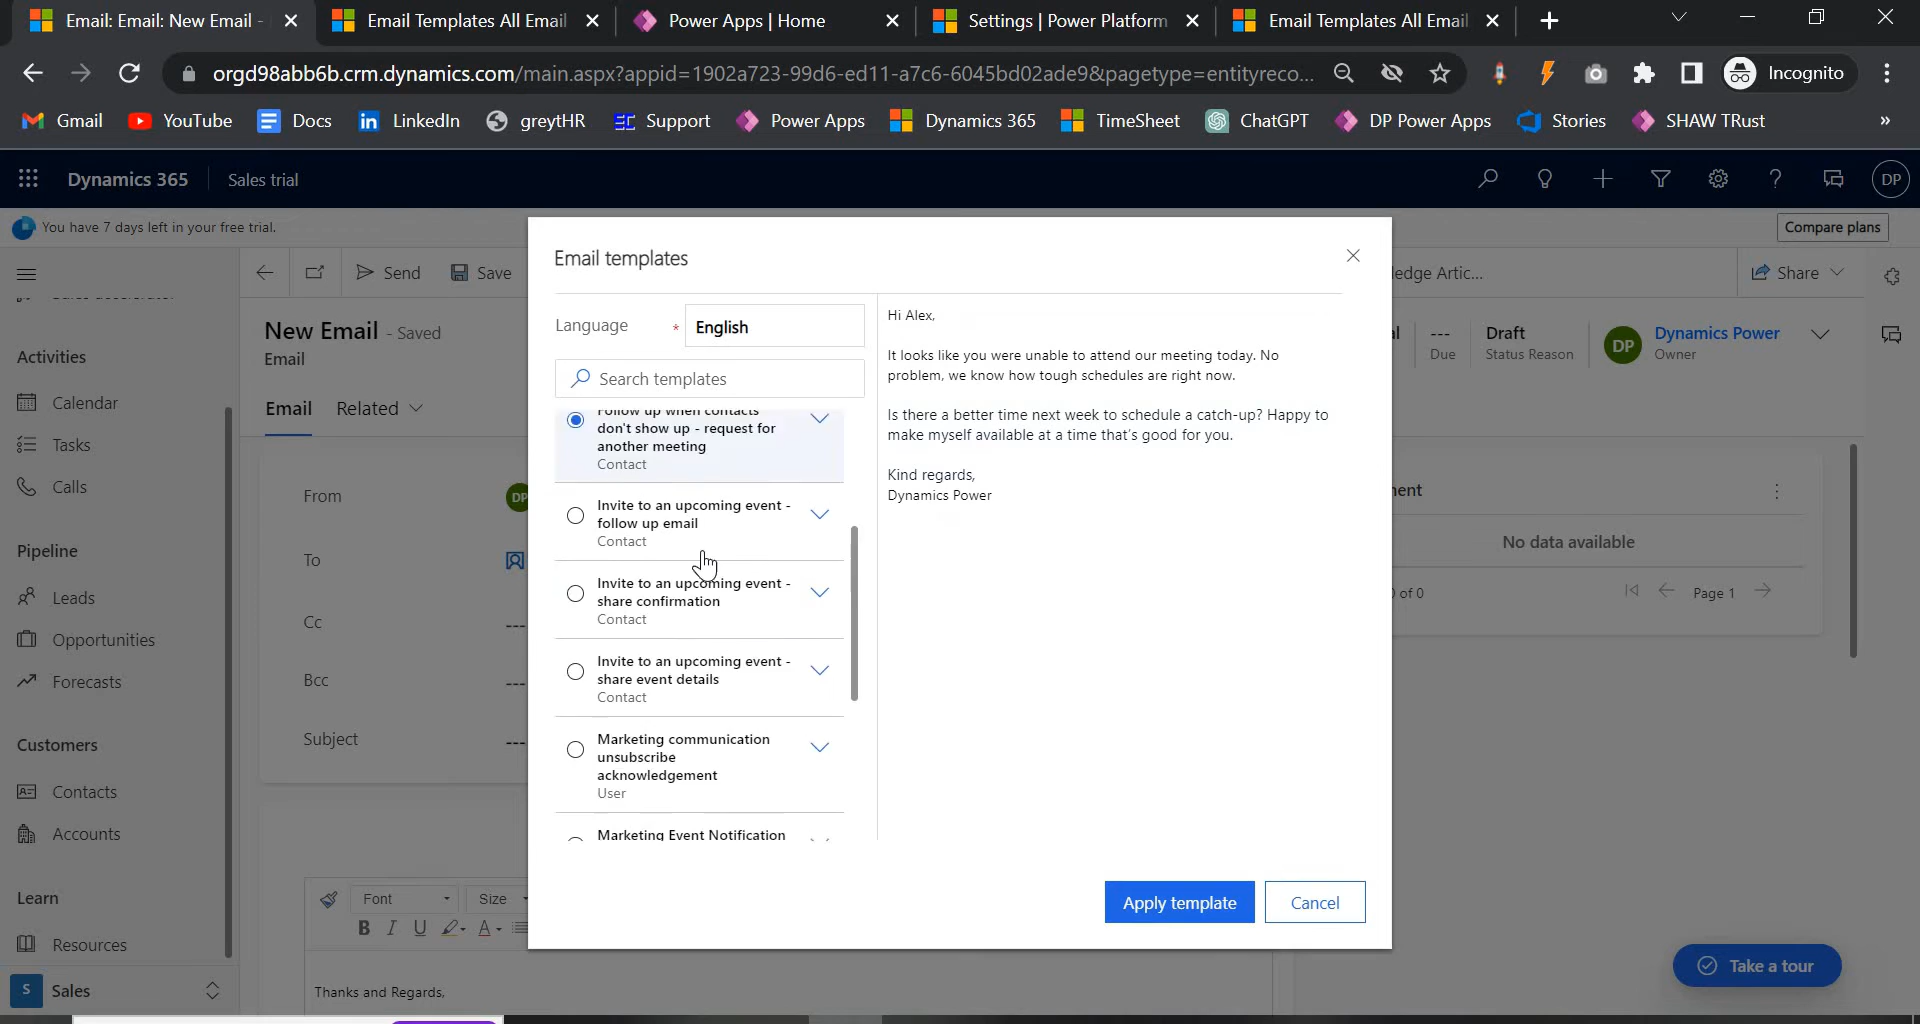 Email: Email: New Email -
Email Templates All Email
Power Apps | Home
Settings | Power Platform
Email Templates All Email
orgd98abb6b.crm.dynamics.com/main.aspx?appid=1902a723-99d6-ed11-a7c6-6045bd02ade9&pagetype=entityreco...
Incognito
Gmail
YouTube
Docs
LinkedIn
greytHR
Support
Power Apps
Dynamics 365
TimeSheet
ChatGPT
DP Power Apps
Stories
SHAW TRust
»
Dynamics 365
Sales trial
DP
You have 7 days left in your free trial.
Compare plans
Send
Save
ledge Artic...
Share
New Email - Saved
Email
Email
Related
al
---
Due
Draft
Status Reason
DP
Dynamics Power
Owner
Activities
Calendar
Tasks
Calls
Pipeline
Leads
Opportunities
Forecasts
Customers
Contacts
Accounts
Learn
Resources
S
Sales
From
DP
To
Cc
---
Bcc
---
Subject
---
Font
Size
B I U A
Thanks and Regards,
Email templates
Language
*
English
Search templates
Follow up when contacts
don't show up - request for
another meeting
Contact
Invite to an upcoming event -
follow up email
Contact
Invite to an upcoming event -
share confirmation
Contact
Invite to an upcoming event -
share event details
Contact
Marketing communication
unsubscribe
acknowledgement
User
Marketing Event Notification
Hi Alex,
It looks like you were unable to attend our meeting today. No
problem, we know how tough schedules are right now.
Is there a better time next week to schedule a catch-up? Happy to
make myself available at a time that's good for you.
Kind regards,
Dynamics Power
Apply template
Cancel
ment
No data available
0 of 0
Page 1
Take a tour